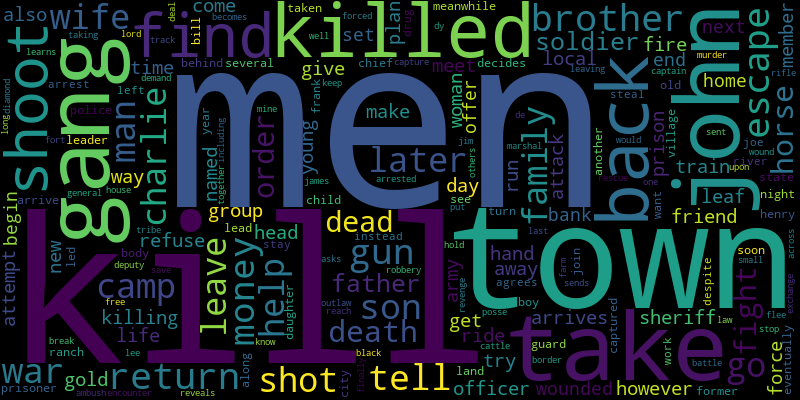 also wife find killed come plan taken meanwhile brother next john
bill set deal drug well dy becomes forced track lord
time behind several chief capture decides soldier fire local end home
shoot gang men kill town take back
learns demand arrest left police leader way
man charlie named year order mine young frank keep child james
give make later arrested meet woman offer day see put others jim
run marshal family attack another prison village would steal old captain murder leaving
escape horse member rifle diamond long fort
train joe river sent wound upon state rescue one want leaf night henry
friend bank turn last hold group dead lead head stay instead
begin arrive general house together including tribe refuse body deputy save camp
new led attempt killing life free break ranch lee
leave money help daughter know along outlaw reach robbery asks
gun father son death black city finally
hand away agrees boy join sends farm army revenge posse cattle
get ride land try officer arrives guard border wounded
sheriff captured work battle however former law despite small soon
fight go force stop flee exchange across eventually
war gold return prisoner reveals ambushencounter shot tell